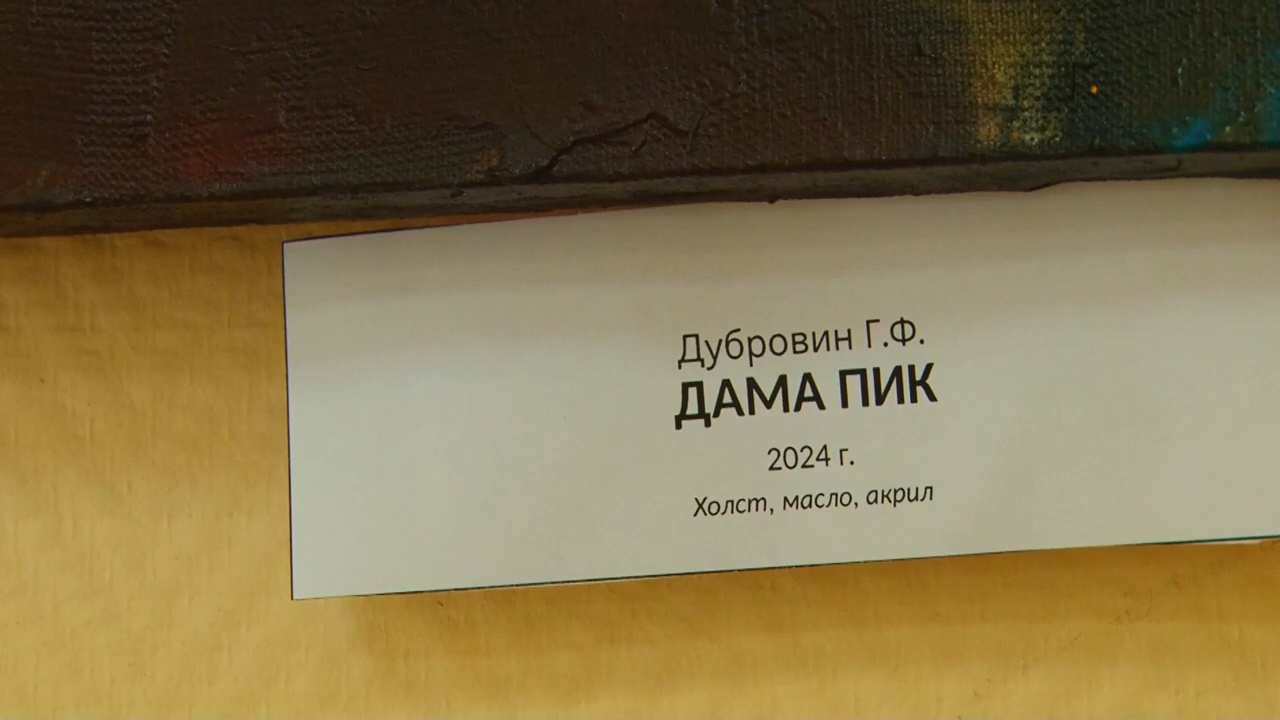 Дубровин Г.Ф.
ДАМА ПИК
2024 г.
Холст, масло, акрил